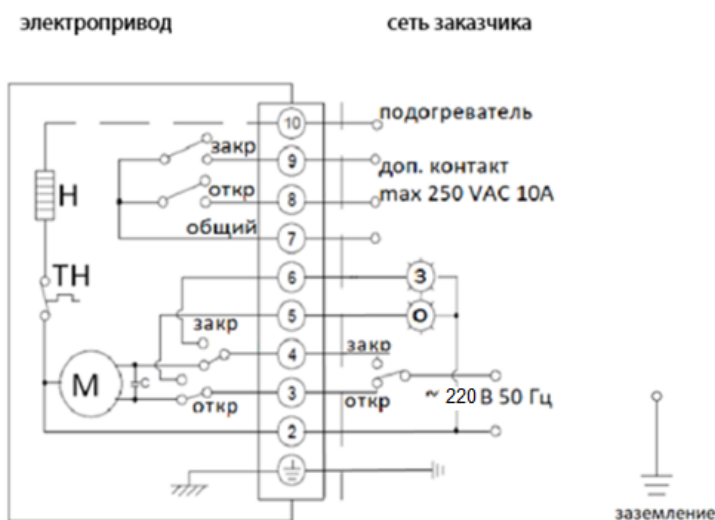 электропривод сеть заказчика
10 подогреватель
закр 9 доп. контакт
H откр 8 max 250 VAC 10A
общий 7
TH 6 З
закр 5 О
4 закр
M C 3 ~ 220 В 50 Гц
откр откр
2
заземление